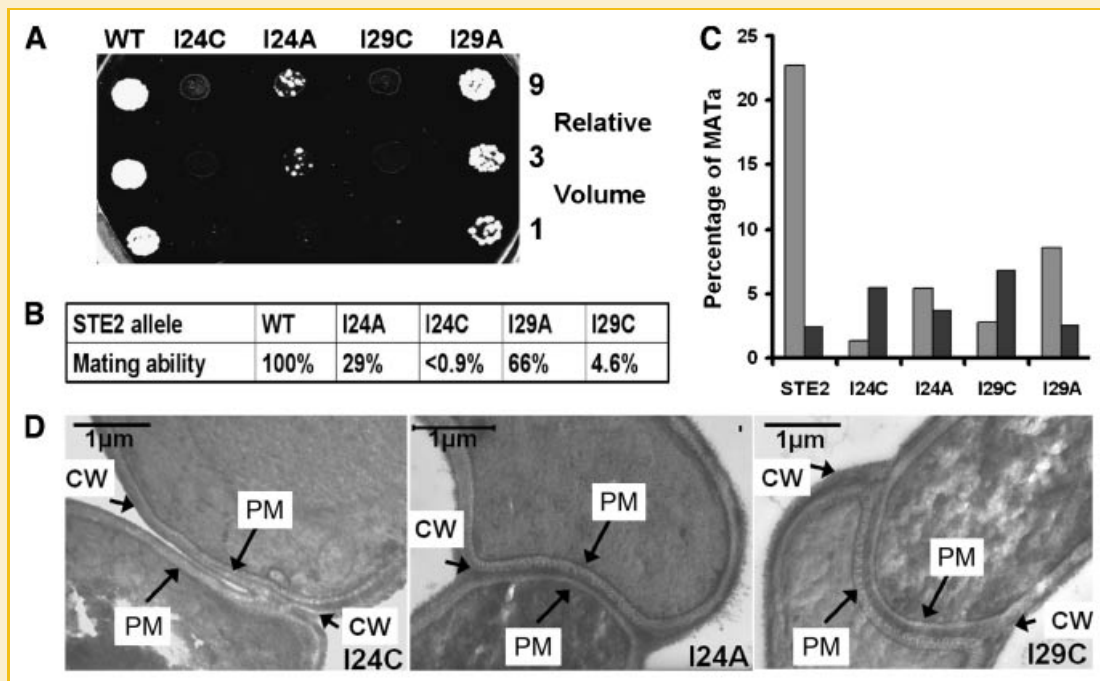 A
WT I24C I24A I29C I29A
9
Relative
3
Volume
1
B
STE2 allele WT I24A I24C I29A I29C
Mating ability 100% 29% <0.9% 66% 4.6%
C
Percentage of MATa
25
20
15
10
5
0
STE2 I24C I24A I29C I29A
D
1µm
CW
PM
PM
CW
I24C
1µm
PM
CW
PM
I24A
1µm
CW
PM
PM
CW
I29C